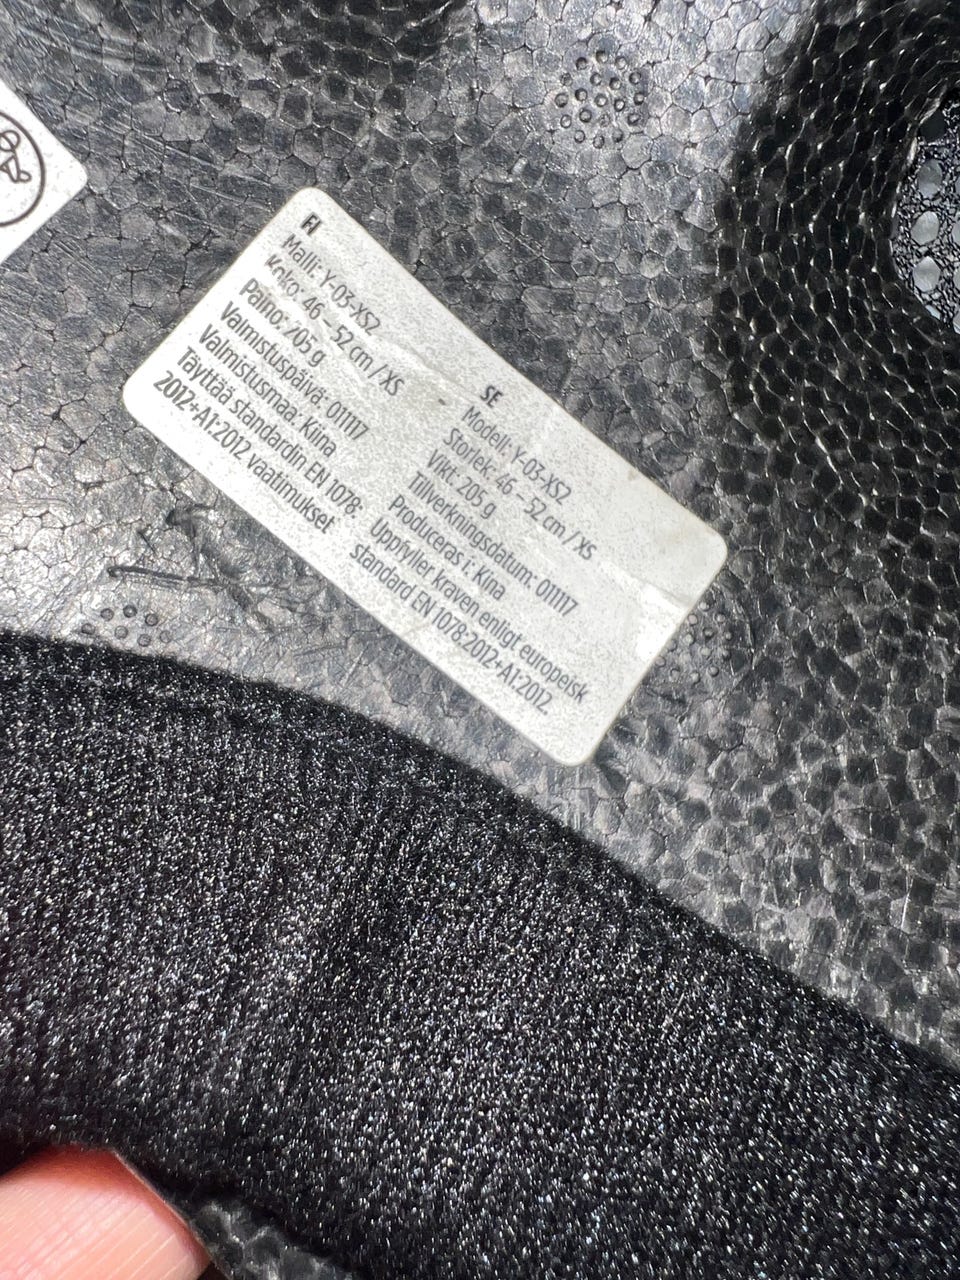 FI
Malli: Y-03-XS2
Koko: 46 - 52 cm / XS
Paino: 205 g
Valmistuspäivä: 011117
Valmistusmaa: Kiina
Täyttää standardin EN 1078:
2012+A1:2012 vaatimukset
SE
Modell: Y-03-XS2
Storlek: 46 - 52 cm / XS
Vikt: 205 g
Tillverkningsdatum: 011117
Produceras i: Kina
Uppfyller kraven enligt europeisk
standard EN 1078:2012+A1:2012.